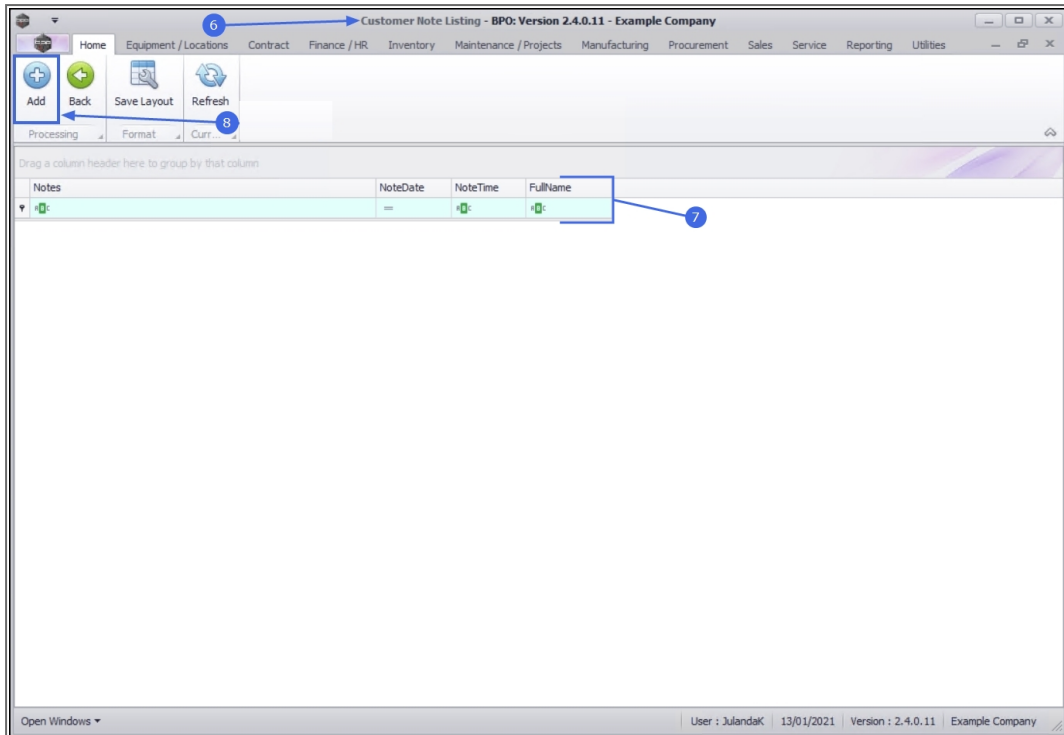 6
Customer Note Listing - BPO: Version 2.4.0.11 - Example Company
Home Equipment / Locations Contract Finance / HR Inventory Maintenance / Projects Manufacturing Procurement Sales Service Reporting Utilities
Add Back Save Layout Refresh
8
Processing Format Curr...
Drag a column header here to group by that column
Notes NoteDate NoteTime FullName
7
Open Windows User : JulandaK 13/01/2021 Version : 2.4.0.11 Example Company